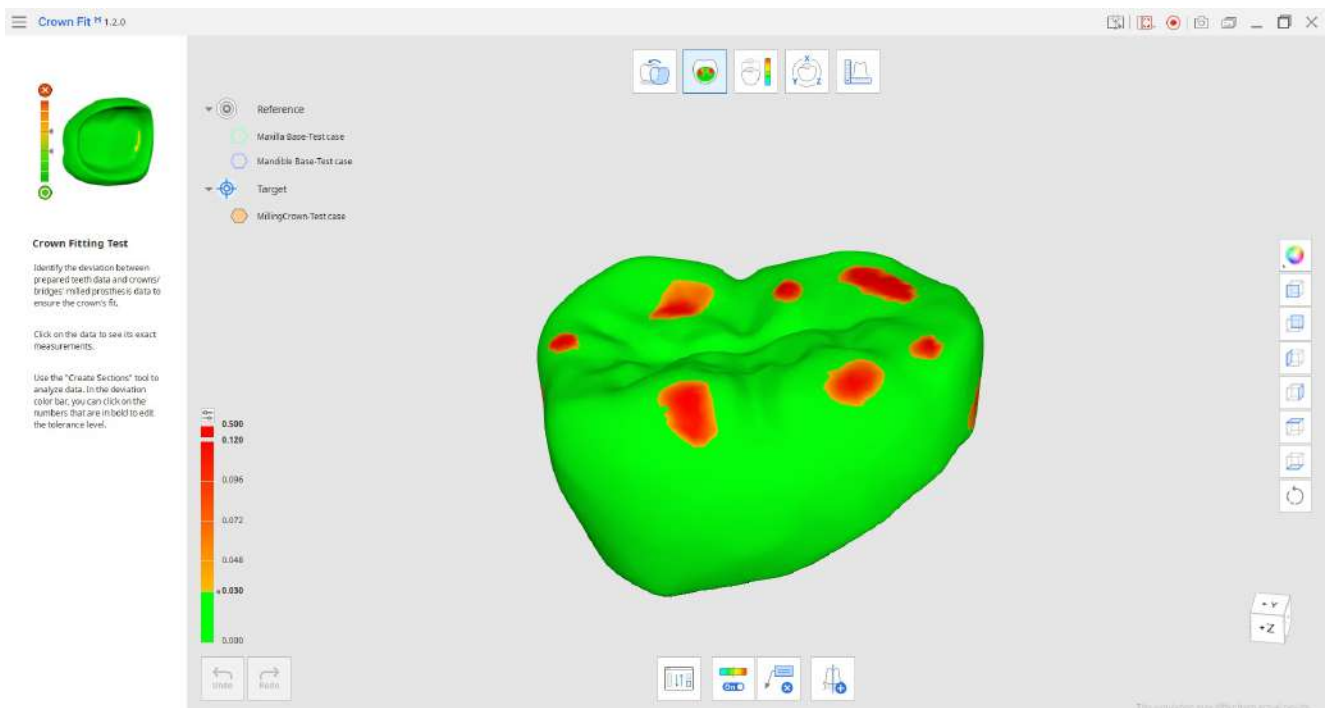 Crown Fit M 1.2.0
Crown Fitting Test
Identify the deviation between
prepared teeth data and crowns/
bridges' milled prosthesis data to
ensure the crown's fit.
Click on the data to see its exact
measurements.
Use the "Create Sections" tool to
analyze data. In the deviation
color bar, you can click on the
numbers that are in bold to edit
the tolerance level.
Reference
Maxilla Base-Test case
Mandible Base-Test case
Target
MillingCrown-Test case
0.500
0.120
0.096
0.072
0.048
0.030
0.000
Undo
Redo
On
X
Y
Z
+Y
+Z